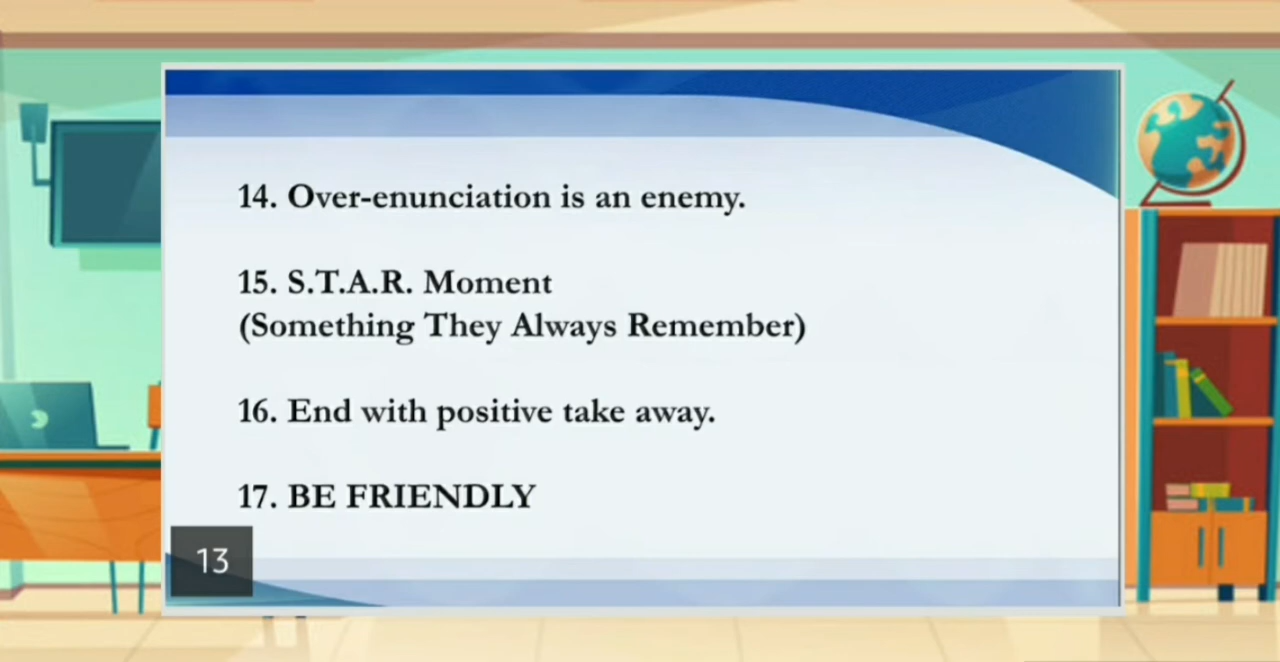 14. Over-enunciation is an enemy.
15. S.T.A.R. Moment
(Something They Always Remember)
16. End with positive take away.
17. BE FRIENDLY
13